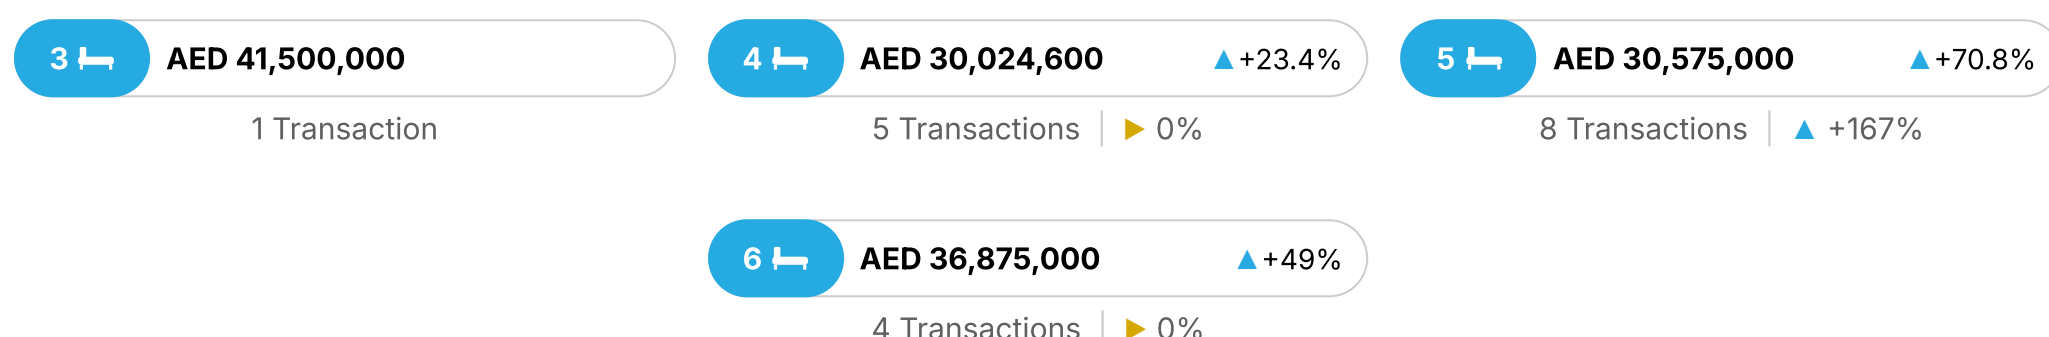 3 AED 41,500,000
1 Transaction
4 AED 30,024,600 ▲+23.4%
5 Transactions | ▶ 0%
5 AED 30,575,000 ▲+70.8%
8 Transactions | ▲ +167%
6 AED 36,875,000 ▲+49%
4 Transactions | ▶ 0%